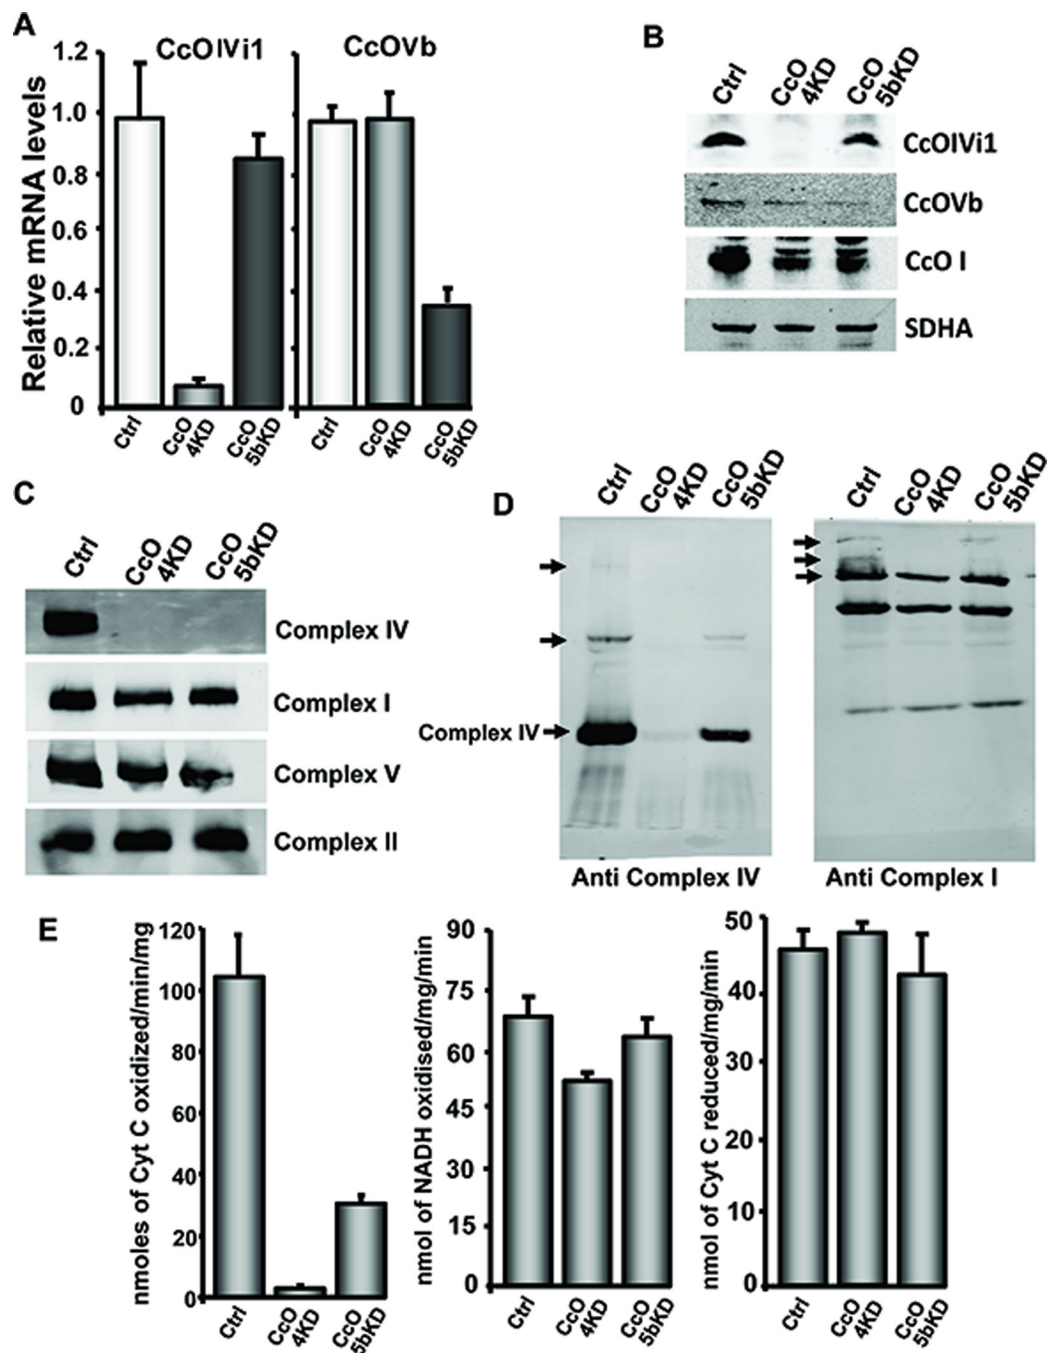 A
CcOIVi1
CcOVb
Relative mRNA levels
1.2
1.0
0.8
0.6
0.4
0.2
0
Ctrl
CcO 4KD
CcO 5bKD
Ctrl
CcO 4KD
CcO 5bKD
B
Ctrl
CcO 4KD
CcO 5bKD
CcOIVi1
CcOVb
CcO I
SDHA
C
Ctrl
CcO 4KD
CcO 5bKD
Complex IV
Complex I
Complex V
Complex II
D
Ctrl
CcO 4KD
CcO 5bKD
Complex IV
Anti Complex IV
Ctrl
CcO 4KD
CcO 5bKD
Anti Complex I
E
nmoles of Cyt C oxidized/min/mg
120
100
80
60
40
20
0
Ctrl
CcO 4KD
CcO 5bKD
nmol of NADH oxidised/mg/min
90
75
60
45
30
15
0
Ctrl
CcO 4KD
CcO 5bKD
nmol of Cyt C reduced/mg/min
50
40
30
20
10
0
Ctrl
CcO 4KD
CcO 5bKD